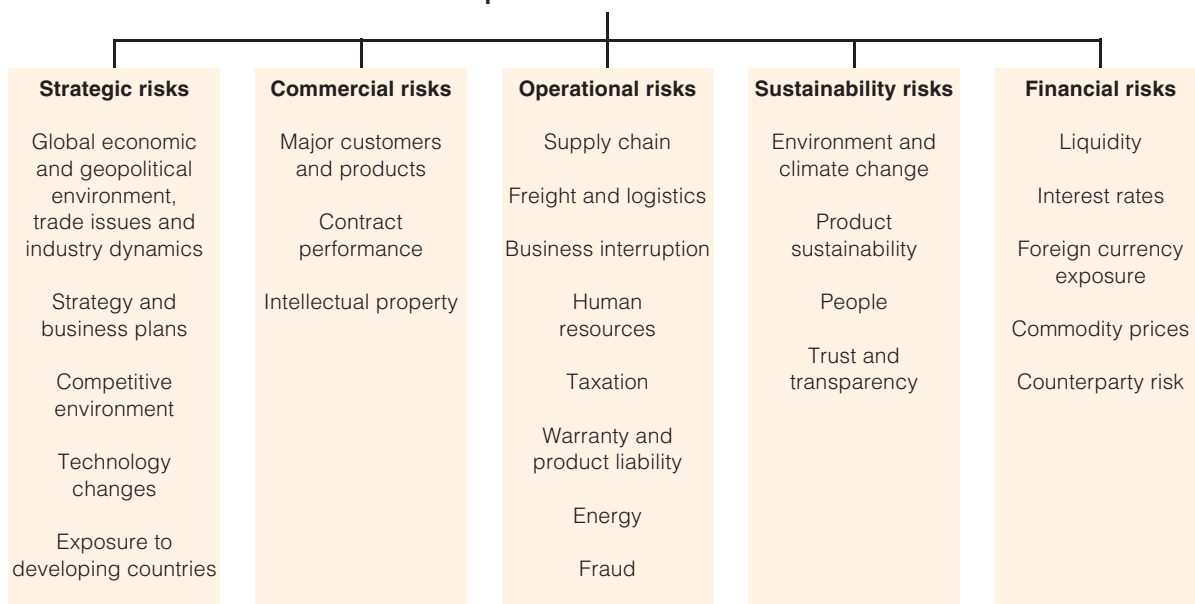 Strategic risks
Global economic
and geopolitical
environment,
trade issues and
industry dynamics
Strategy and
business plans
Competitive
environment
Technology
changes
Exposure to
developing countries
Commercial risks
Major customers
and products
Contract
performance
Intellectual property
Operational risks
Supply chain
Freight and logistics
Business interruption
Human
resources
Taxation
Warranty and
product liability
Energy
Fraud
Sustainability risks
Environment and
climate change
Product
sustainability
People
Trust and
transparency
Financial risks
Liquidity
Interest rates
Foreign currency
exposure
Commodity prices
Counterparty risk